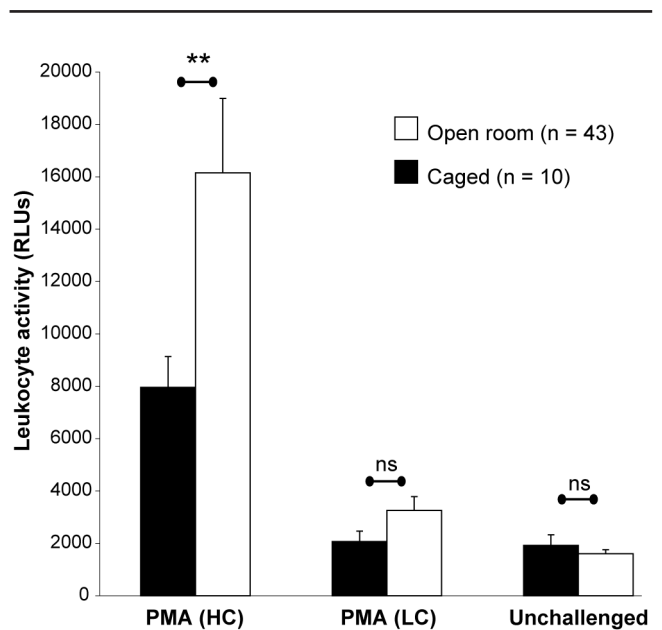 **
20000
18000
16000
14000
12000
10000
8000
6000
4000
2000
0
Leukocyte activity (RLUs)
Open room (n = 43)
Caged (n = 10)
ns
ns
PMA (HC)
PMA (LC)
Unchallenged